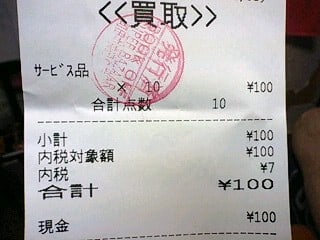 <<買取>>
サービス品
× 10 ¥100
合計点数 10
小計 ¥100
内税対象額 ¥100
内税 ¥7
合計 ¥100
現金 ¥100